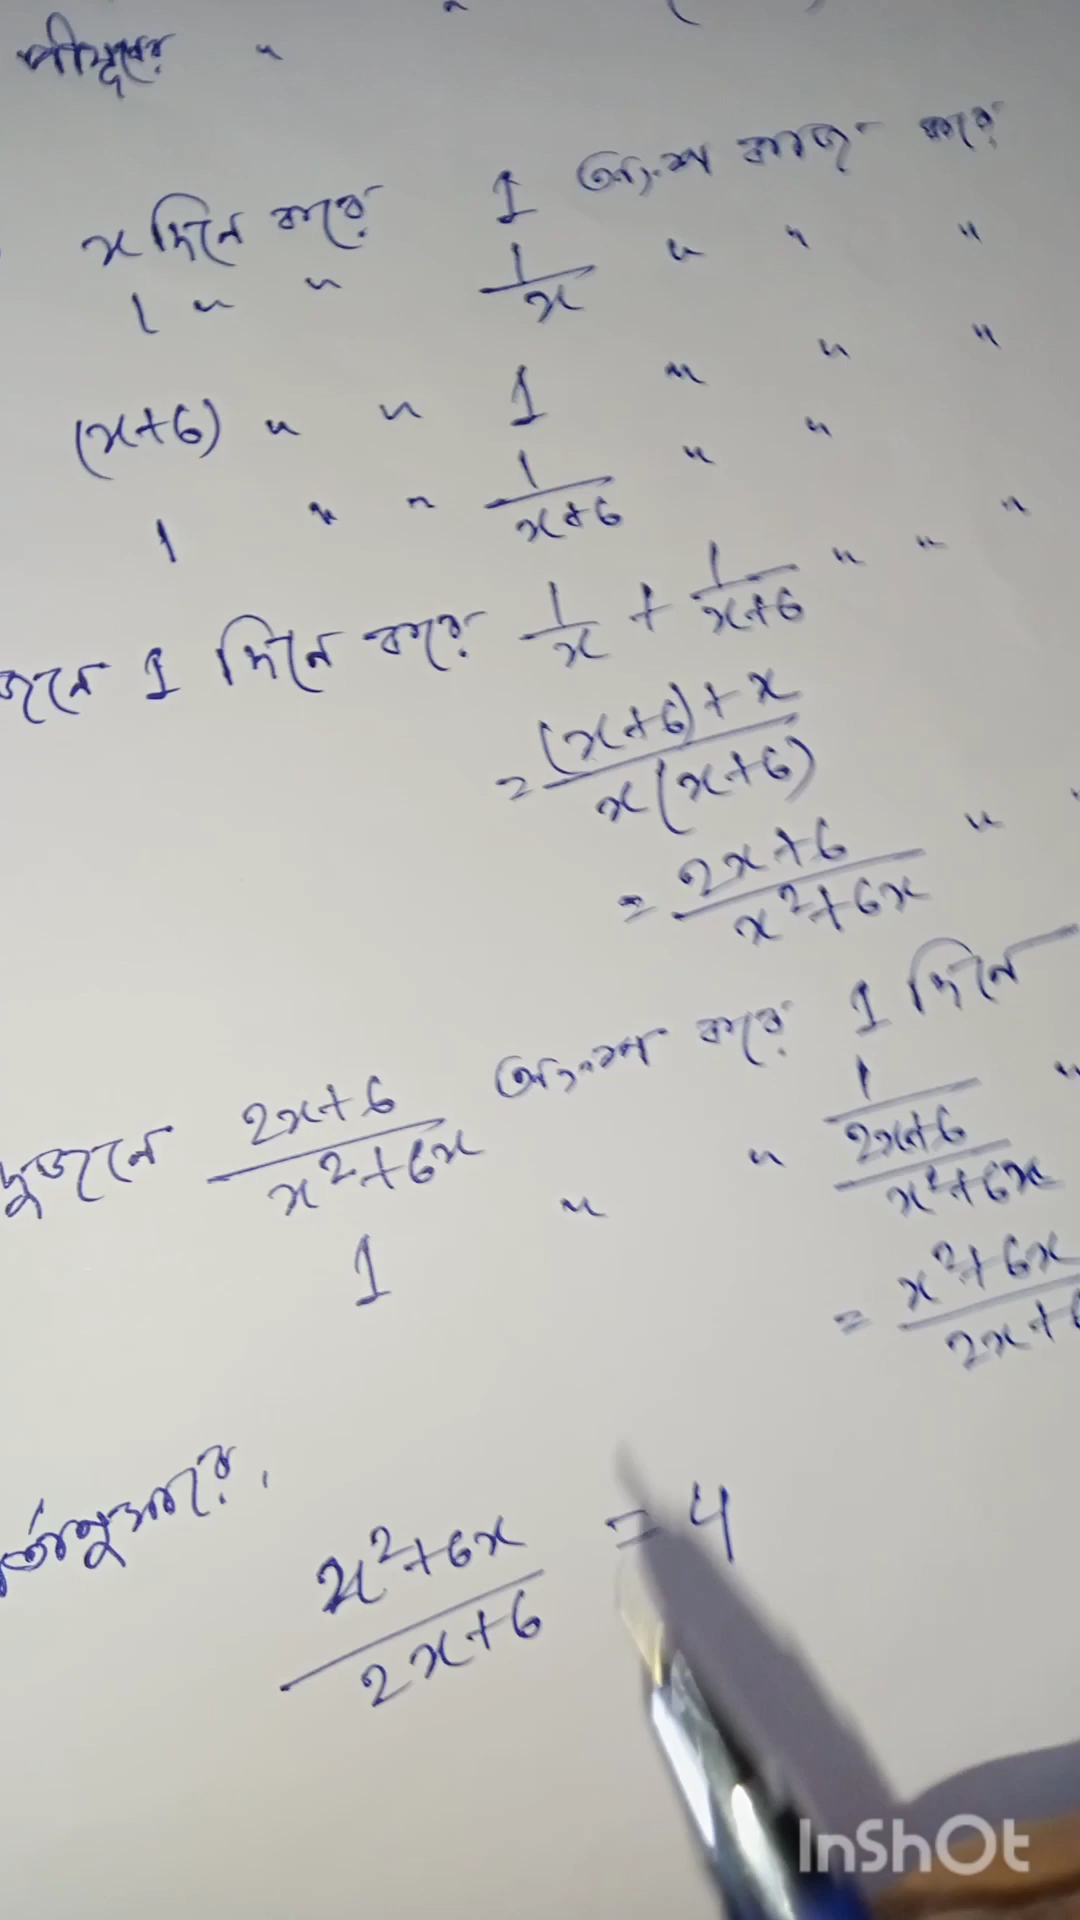 পীযূষের "
x দিনে করে 1 অংশ কাজ করে
1 " " 1/x " " "
(x+6) " " 1 " " "
1 " " 1/(x+6) " "
জনে 1 দিনে করে 1/x + 1/(x+6) " " "
= ((x+6)+x)/(x(x+6))
= (2x+6)/(x²+6x) "
দুজনে (2x+6)/(x²+6x) অংশ করে 1 দিনে
1 " " 1/((2x+6)/(x²+6x)) "
= (x²+6x)/(2x+6
র্তানুসারে,
(x²+6x)/(2x+6) = 4
InShOt